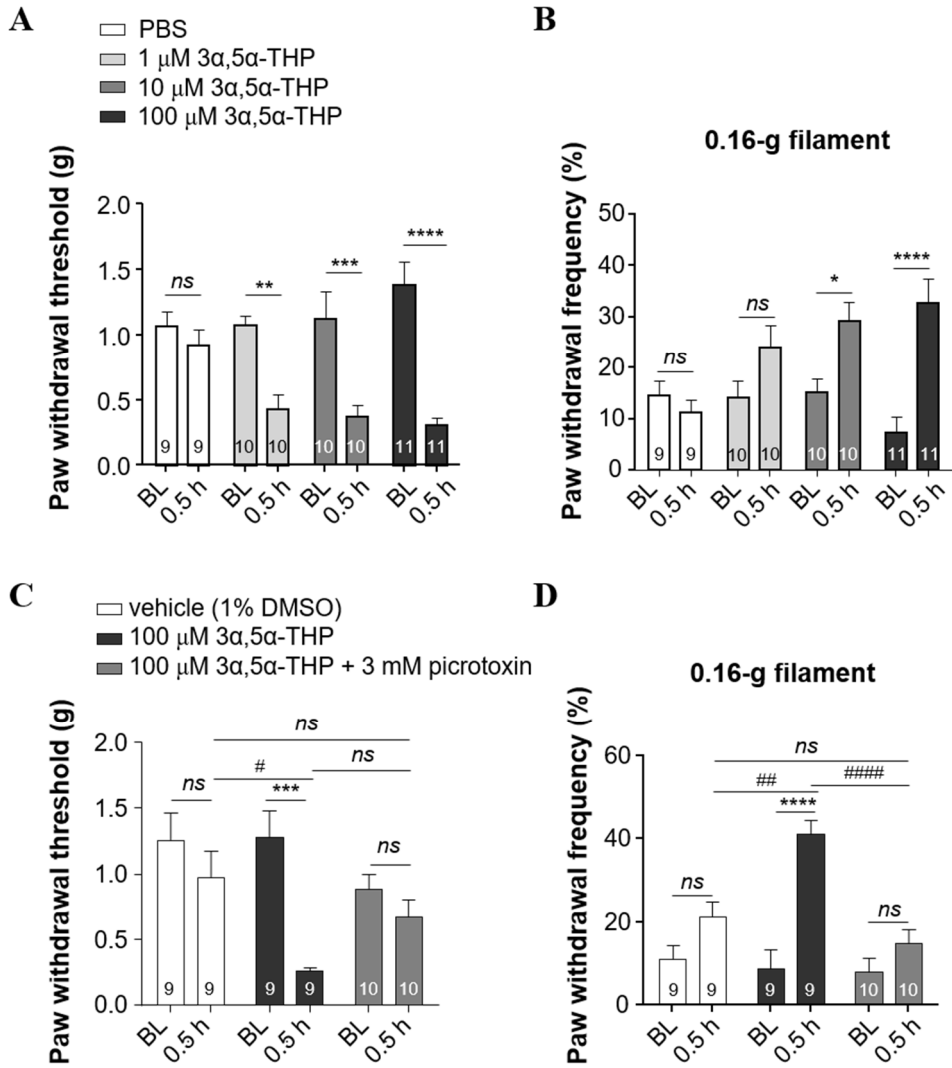 A
PBS
1 μM 3α,5α-THP
10 μM 3α,5α-THP
100 μM 3α,5α-THP
Paw withdrawal threshold (g)
2.0
1.5
1.0
0.5
0.0
ns
**
***
****
9
9
10
10
10
10
11
11
BL
0.5 h
BL
0.5 h
BL
0.5 h
BL
0.5 h
B
0.16-g filament
Paw withdrawal frequency (%)
50
40
30
20
10
0
ns
ns
*
****
9
9
10
10
10
10
11
11
BL
0.5 h
BL
0.5 h
BL
0.5 h
BL
0.5 h
C
vehicle (1% DMSO)
100 μM 3α,5α-THP
100 μM 3α,5α-THP + 3 mM picrotoxin
Paw withdrawal threshold (g)
2.0
1.5
1.0
0.5
0.0
ns
#
ns
ns
***
ns
9
9
9
9
10
10
BL
0.5 h
BL
0.5 h
BL
0.5 h
D
0.16-g filament
Paw withdrawal frequency (%)
60
40
20
0
ns
##
####
****
ns
ns
9
9
9
9
10
10
BL
0.5 h
BL
0.5 h
BL
0.5 h